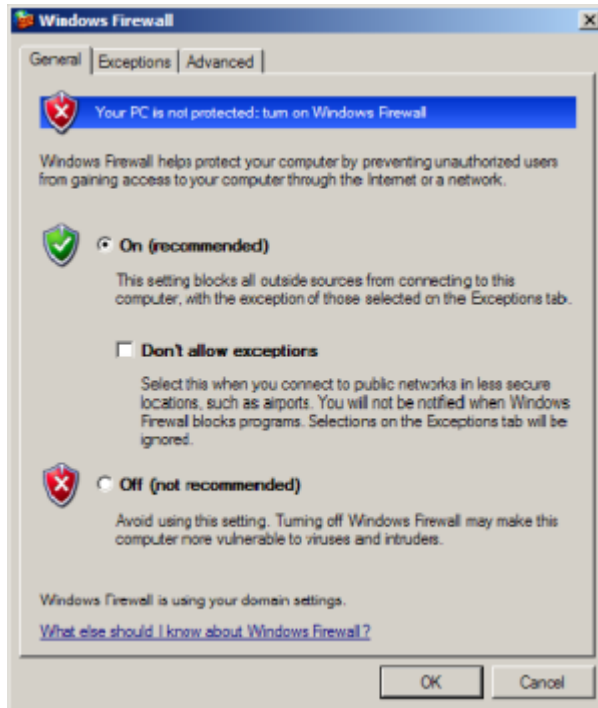 Windows Firewall
General Exceptions Advanced
Your PC is not protected: turn on Windows Firewall
Windows Firewall helps protect your computer by preventing unauthorized users
from gaining access to your computer through the Internet or a network.
On (recommended)
This setting blocks all outside sources from connecting to this
computer, with the exception of those selected on the Exceptions tab.
Don't allow exceptions
Select this when you connect to public networks in less secure
locations, such as airports. You will not be notified when Windows
Firewall blocks programs. Selections on the Exceptions tab will be
ignored.
Off (not recommended)
Avoid using this setting. Turning off Windows Firewall may make this
computer more vulnerable to viruses and intruders.
Windows Firewall is using your domain settings.
What else should I know about Windows Firewall?
OK Cancel